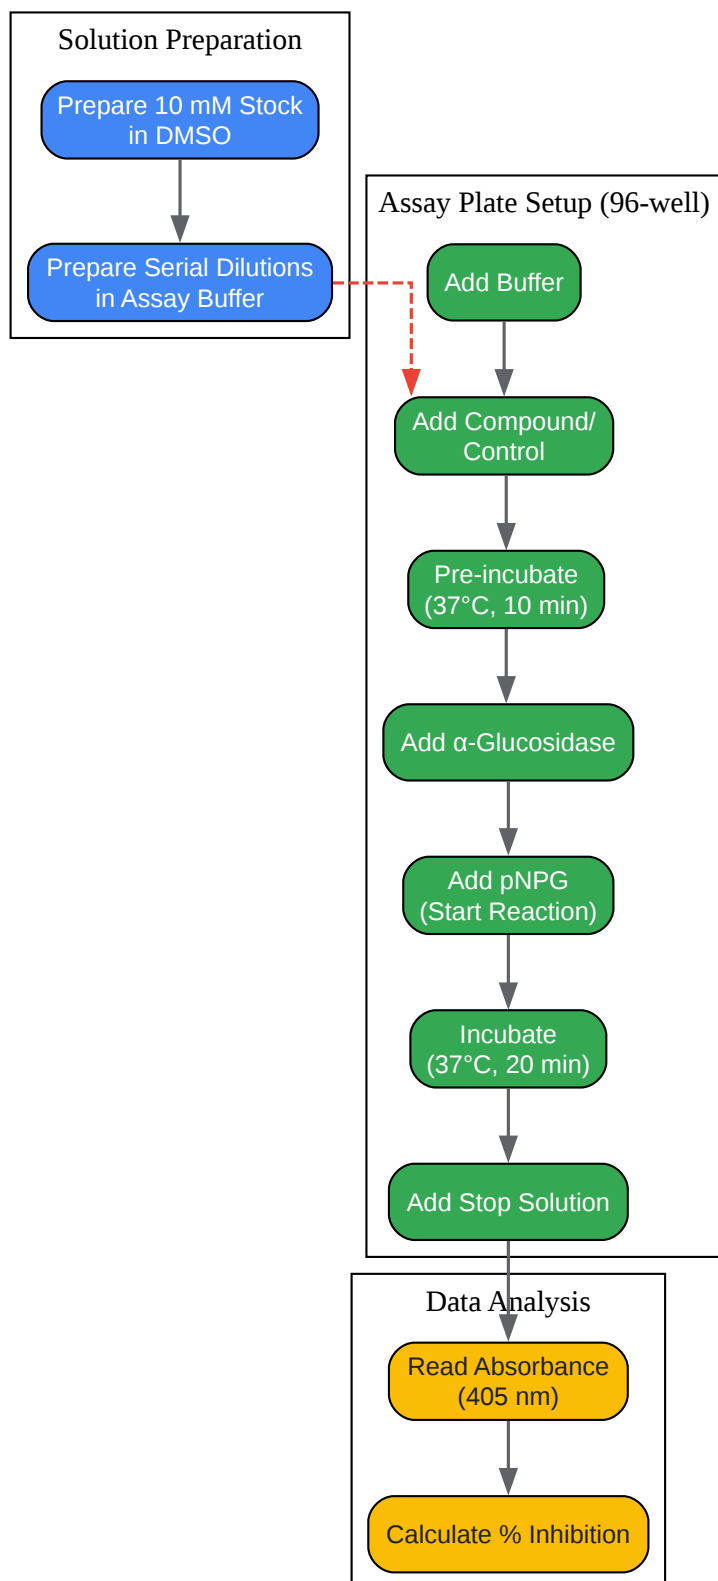 Solution Preparation
Prepare 10 mM Stock
in DMSO
Prepare Serial Dilutions
in Assay Buffer
Assay Plate Setup (96-well)
Add Buffer
Add Compound/
Control
Pre-incubate
(37°C, 10 min)
Add α-Glucosidase
Add pNPG
(Start Reaction)
Incubate
(37°C, 20 min)
Add Stop Solution
Data Analysis
Read Absorbance
(405 nm)
Calculate % Inhibition